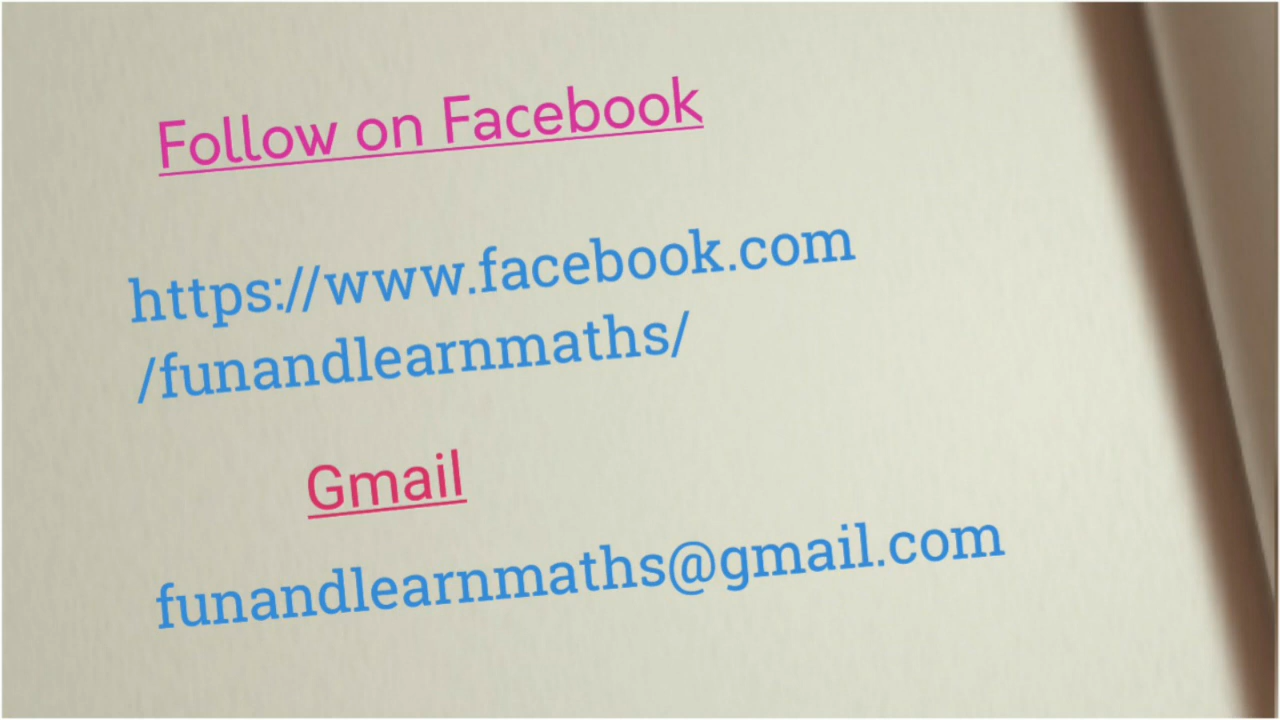 Follow on Facebook
https://www.facebook.com
/funandlearnmaths/
Gmail
funandlearnmaths@gmail.com